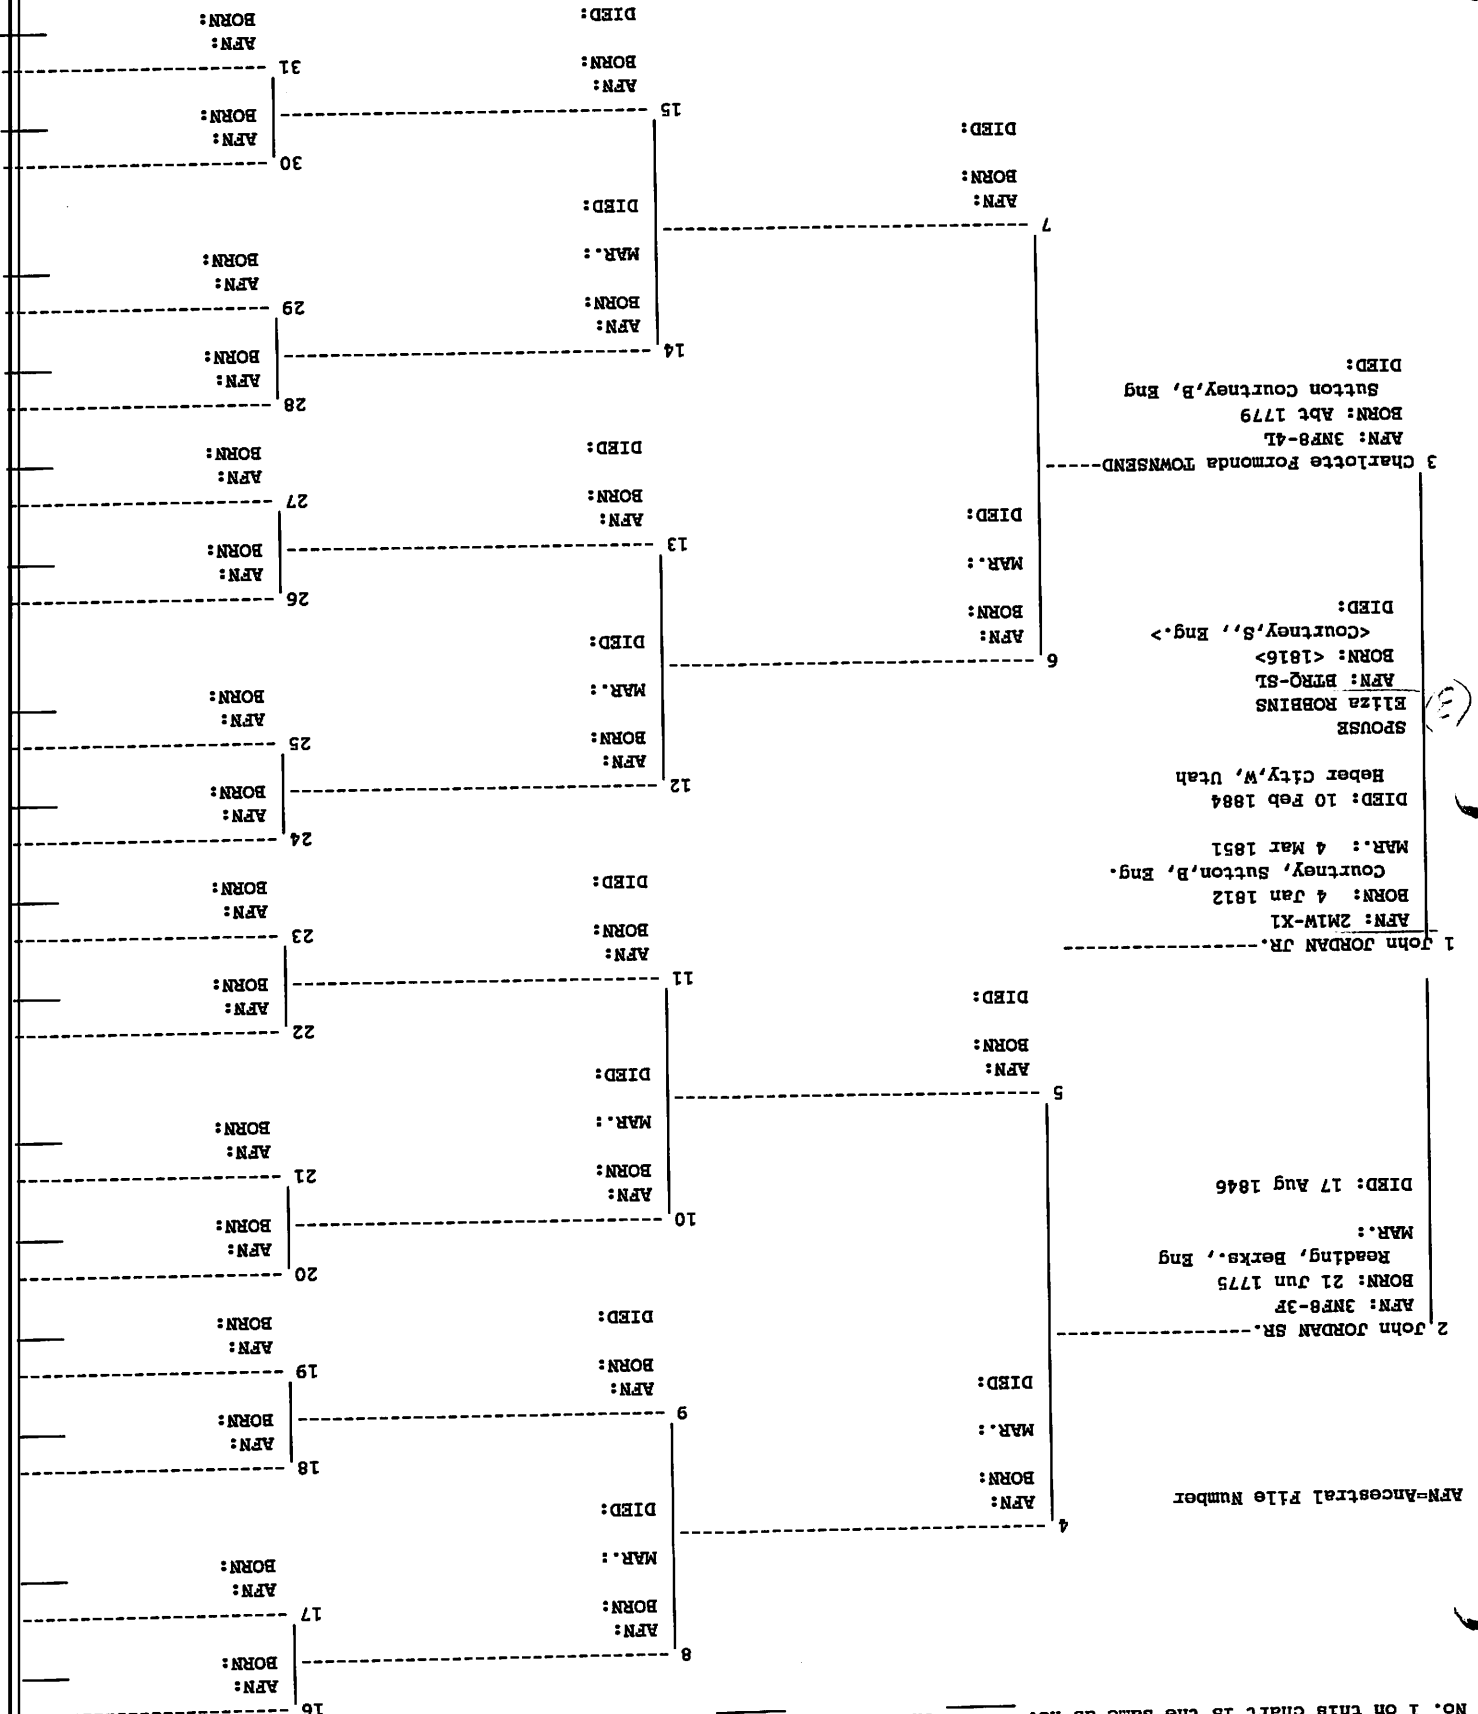 No. 1 on this chart is the same as no.
AFN=Ancestral File Number
2 John JORDAN SR.
AFN: 3NF8-3F
BORN: 21 Jun 1775
Reading, Berks., Eng
MAR.:
DIED: 17 Aug 1846
1 John JORDAN JR.
AFN: 2M1W-X1
BORN: 4 Jan 1812
Courtney, Sutton,B, Eng.
MAR.: 4 Mar 1851
DIED: 10 Feb 1884
Heber City,W, Utah
SPOUSE
Eliza ROBBINS
AFN: BTRQ-SL
BORN: <1816>
<Courtney,S,, Eng.>
DIED:
3 Charlotte Formonda TOWNSEND
AFN: 3NF8-4L
BORN: Abt 1779
Sutton Courtney,B, Eng
DIED:
4
AFN:
BORN:
MAR.:
DIED:
5
AFN:
BORN:
DIED:
6
AFN:
BORN:
MAR.:
DIED:
7
AFN:
BORN:
DIED:
8
AFN:
BORN:
MAR.:
DIED:
9
AFN:
BORN:
DIED:
10
AFN:
BORN:
MAR.:
DIED:
11
AFN:
BORN:
DIED:
12
AFN:
BORN:
MAR.:
DIED:
13
AFN:
BORN:
DIED:
14
AFN:
BORN:
MAR.:
DIED:
15
AFN:
BORN:
DIED:
16
AFN:
BORN:
17
AFN:
BORN:
18
AFN:
BORN:
19
AFN:
BORN:
20
AFN:
BORN:
21
AFN:
BORN:
22
AFN:
BORN:
23
AFN:
BORN:
24
AFN:
BORN:
25
AFN:
BORN:
26
AFN:
BORN:
27
AFN:
BORN:
28
AFN:
BORN:
29
AFN:
BORN:
30
AFN:
BORN:
31
AFN:
BORN: